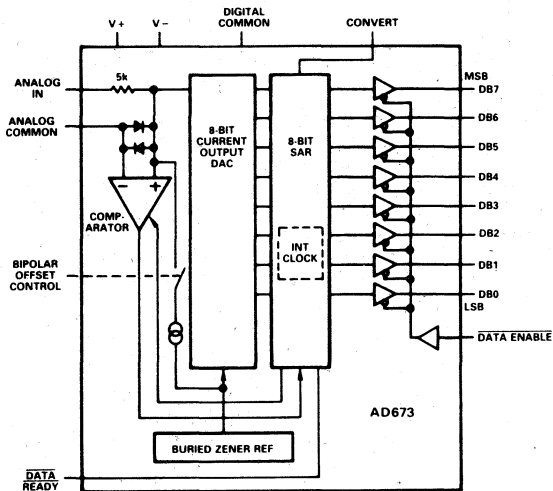 V+ V- DIGITAL
COMMON CONVERT
ANALOG
IN
5k
ANALOG
COMMON
- +
COMP-
ARATOR
BIPOLAR
OFFSET
CONTROL
8-BIT
CURRENT
OUTPUT
DAC
8-BIT
SAR
INT
CLOCK
MSB
DB7
DB6
DB5
DB4
DB3
DB2
DB1
DB0
LSB
DATA ENABLE
AD673
BURIED ZENER REF
DATA
READY